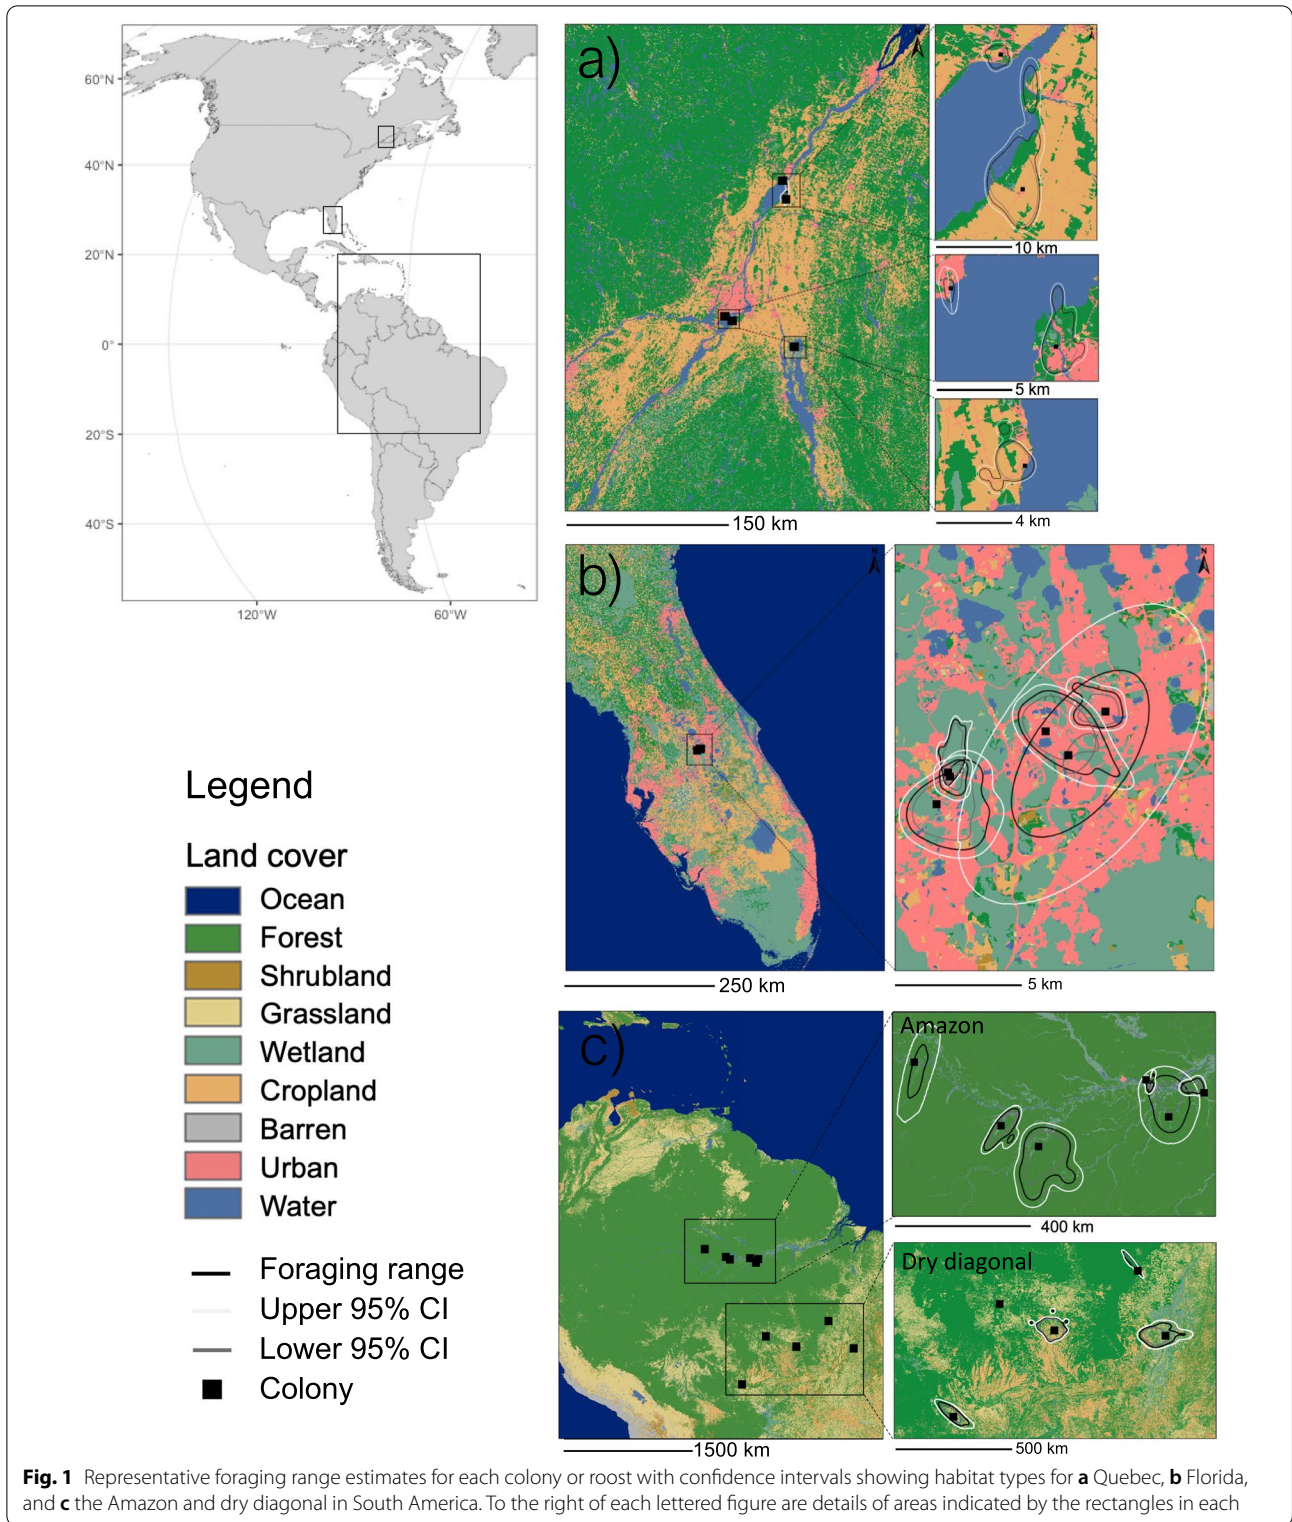 60°N
40°N
20°N
0°
20°S
40°S
120°W
60°W
a)
N
150 km
10 km
5 km
4 km
b)
N
250 km
N
5 km
c)
1500 km
Amazon
400 km
Dry diagonal
500 km
Legend
Land cover
Ocean
Forest
Shrubland
Grassland
Wetland
Cropland
Barren
Urban
Water
Foraging range
Upper 95% CI
Lower 95% CI
Colony
Fig. 1 Representative foraging range estimates for each colony or roost with confidence intervals showing habitat types for a Quebec, b Florida,
and c the Amazon and dry diagonal in South America. To the right of each lettered figure are details of areas indicated by the rectangles in each